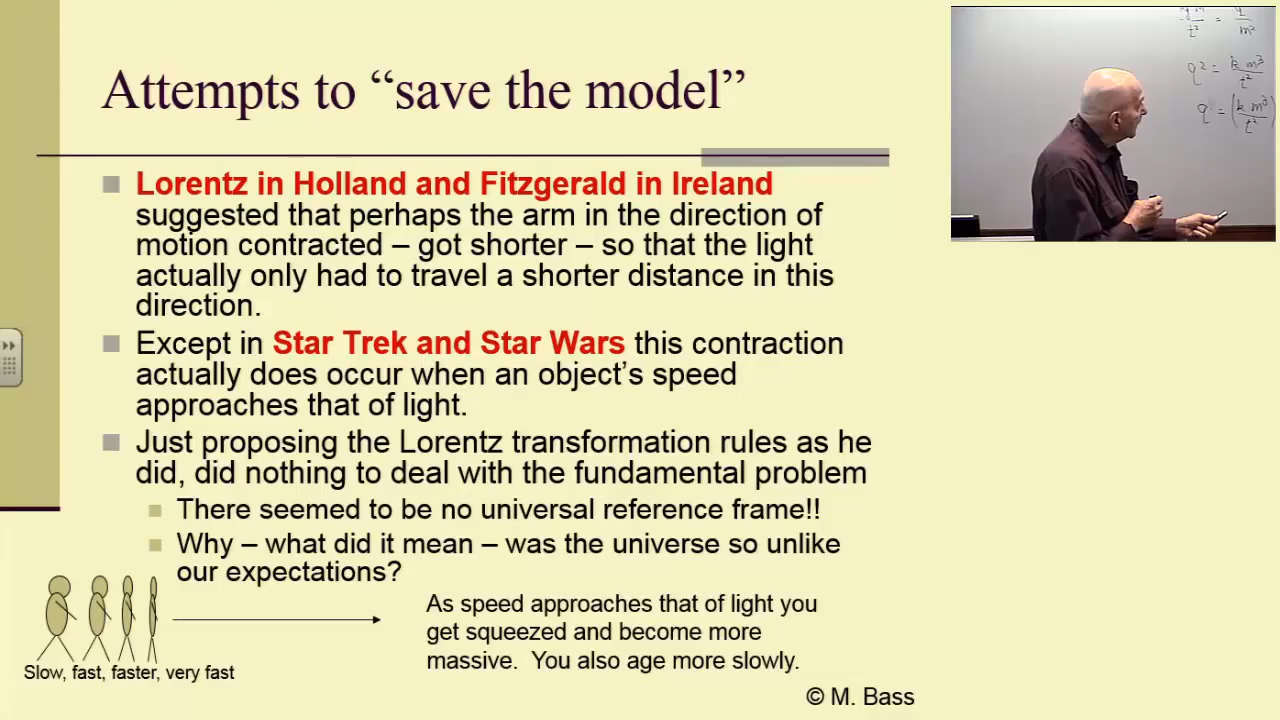 Attempts to “save the model”
Lorentz in Holland and Fitzgerald in Ireland
suggested that perhaps the arm in the direction of
motion contracted – got shorter – so that the light
actually only had to travel a shorter distance in this
direction.
Except in Star Trek and Star Wars this contraction
actually does occur when an object’s speed
approaches that of light.
Just proposing the Lorentz transformation rules as he
did, did nothing to deal with the fundamental problem
There seemed to be no universal reference frame!!
Why – what did it mean – was the universe so unlike
our expectations?
As speed approaches that of light you
get squeezed and become more
massive. You also age more slowly.
Slow, fast, faster, very fast
© M. Bass
q² = k m³ / t²
q = (k m³ / t²)